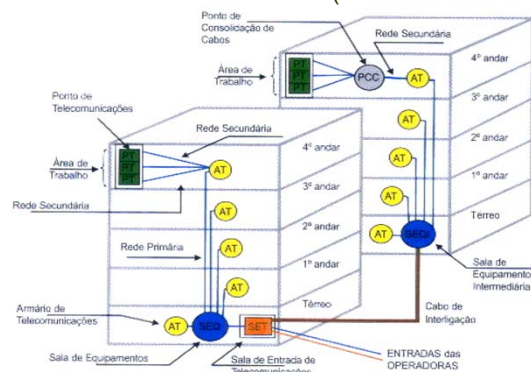 Ponto de
Consolidação de
Cabos
Rede Secundária
Área de
Trabalho
PT
PT
PT
PCC
AT
4º andar
3º andar
2º andar
1º andar
Térreo
AT
AT
AT
AT
SEQI
Sala de
Equipamento
Intermediária
Cabo de
Interligação
Ponto de
Telecomunicações
Rede Secundária
Área de
Trabalho
PT
PT
PT
AT
Rede Secundária
4º andar
3º andar
2º andar
1º andar
Térreo
AT
AT
AT
Rede Primária
Armário de
Telecomunicações
AT
SEQ
SET
Sala de Equipamentos
Sala de Entrada de
Telecomunicações
ENTRADAS das
OPERADORAS